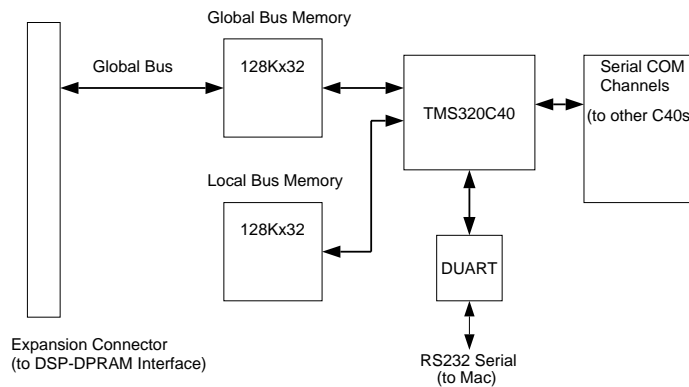 Global Bus Memory
Global Bus
128Kx32
TMS320C40
Serial COM
Channels
(to other C40s
Local Bus Memory
128Kx32
DUART
Expansion Connector
(to DSP-DPRAM Interface)
RS232 Serial
(to Mac)